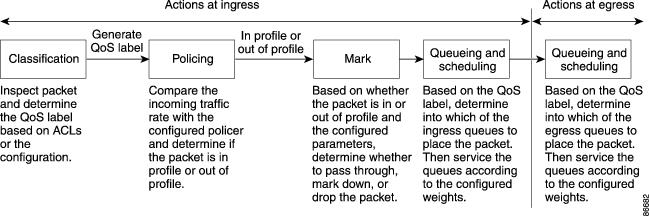 Actions at ingress
Actions at egress
Generate
QoS label
In profile or
out of profile
Classification
Policing
Mark
Queueing and
scheduling
Queueing and
scheduling
Inspect packet
and determine
the QoS label
based on ACLs
or the
configuration.
Compare the
incoming traffic
rate with the
configured policer
and determine if
the packet is in
profile or out of
profile.
Based on whether
the packet is in or
out of profile and
the configured
parameters,
determine whether
to pass through,
mark down, or
drop the packet.
Based on the QoS
label, determine
into which of the
ingress queues to
place the packet.
Then service the
queues according
to the configured
weights.
Based on the QoS
label, determine
into which of the
egress queues to
place the packet.
Then service the
queues according
to the configured
weights.
86682